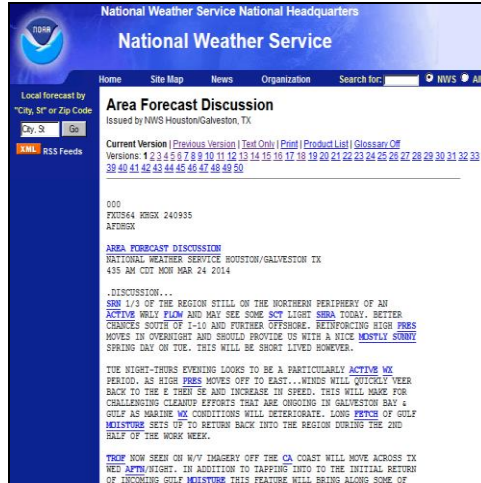 National Weather Service National Headquarters
NOAA
National Weather Service
Home Site Map News Organization Search for: NWS All
Local forecast by
"City, St" or Zip Code
City, St Go
XML RSS Feeds
Area Forecast Discussion
Issued by NWS Houston/Galveston, TX
Current Version | Previous Version | Text Only | Print | Product List | Glossary Off
Versions: 1 2 3 4 5 6 7 8 9 10 11 12 13 14 15 16 17 18 19 20 21 22 23 24 25 26 27 28 29 30 31 32 33
39 40 41 42 43 44 45 46 47 48 49 50
000
FXUS64 KHGX 240935
AFDHGX
AREA FORECAST DISCUSSION
NATIONAL WEATHER SERVICE HOUSTON/GALVESTON TX
435 AM CDT MON MAR 24 2014
.DISCUSSION...
SRN 1/3 OF THE REGION STILL ON THE NORTHERN PERIPHERY OF AN
ACTIVE WRLY FLOW AND MAY SEE SOME SCT LIGHT SHRA TODAY. BETTER
CHANCES SOUTH OF I-10 AND FURTHER OFFSHORE. REINFORCING HIGH PRES
MOVES IN OVERNIGHT AND SHOULD PROVIDE US WITH A NICE MOSTLY SUNNY
SPRING DAY ON TUE. THIS WILL BE SHORT LIVED HOWEVER.
TUE NIGHT-THURS EVENING LOOKS TO BE A PARTICULARLY ACTIVE WX
PERIOD. AS HIGH PRES MOVES OFF TO EAST...WINDS WILL QUICKLY VEER
BACK TO THE E THEN SE AND INCREASE IN SPEED. THIS WILL MAKE FOR
CHALLENGING CLEANUP EFFORTS THAT ARE ONGOING IN GALVESTON BAY &
GULF AS MARINE WX CONDITIONS WILL DETERIORATE. LONG FETCH OF GULF
MOISTURE SETS UP TO RETURN BACK INTO THE REGION DURING THE 2ND
HALF OF THE WORK WEEK.
TROF NOW SEEN ON W/V IMAGERY OFF THE CA COAST WILL MOVE ACROSS TX
WED AFTN/NIGHT. IN ADDITION TO TAPPING INTO TO THE INITIAL RETURN
OF INCOMING GULF MOISTURE THIS FEATURE WILL BRING ALONG SOME OF